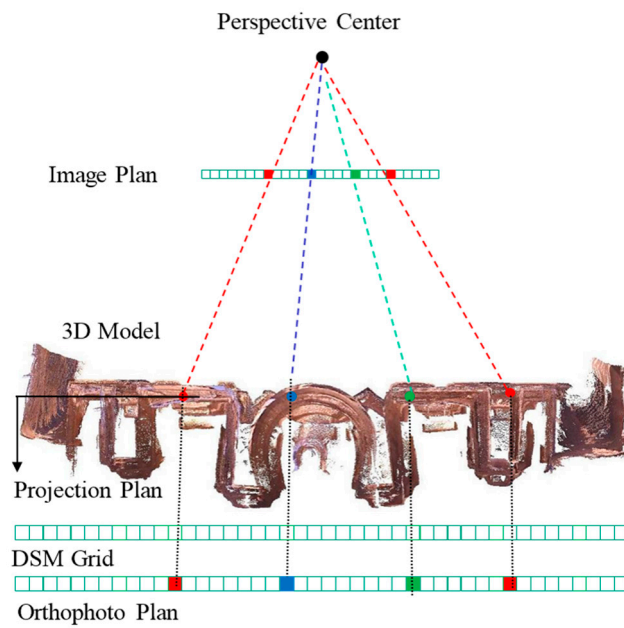 Perspective Center
Image Plan
3D Model
Projection Plan
DSM Grid
Orthophoto Plan